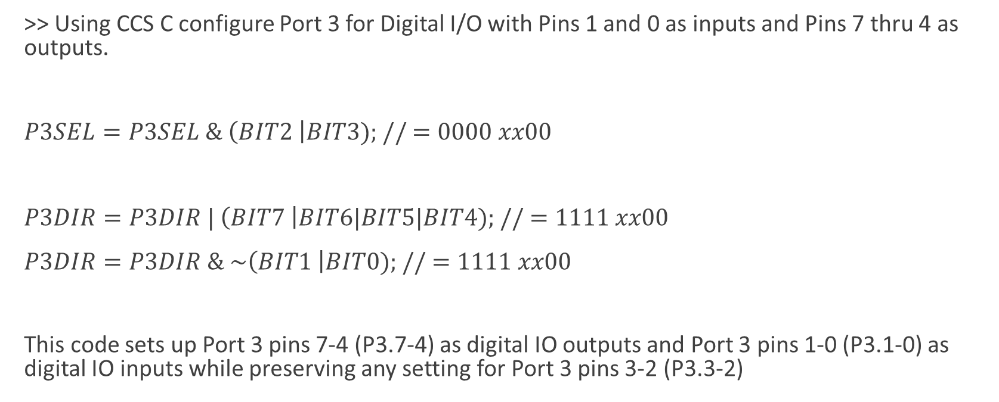 >> Using CCS C configure Port 3 for Digital I/O with Pins 1 and 0 as inputs and Pins 7 thru 4 as
outputs.
P3SEL = P3SEL & (BIT2 |BIT3); // = 0000 xx00
P3DIR = P3DIR | (BIT7 |BIT6|BIT5|BIT4); // = 1111 xx00
P3DIR = P3DIR & ~(BIT1 |BIT0); // = 1111 xx00
This code sets up Port 3 pins 7-4 (P3.7-4) as digital IO outputs and Port 3 pins 1-0 (P3.1-0) as
digital IO inputs while preserving any setting for Port 3 pins 3-2 (P3.3-2)